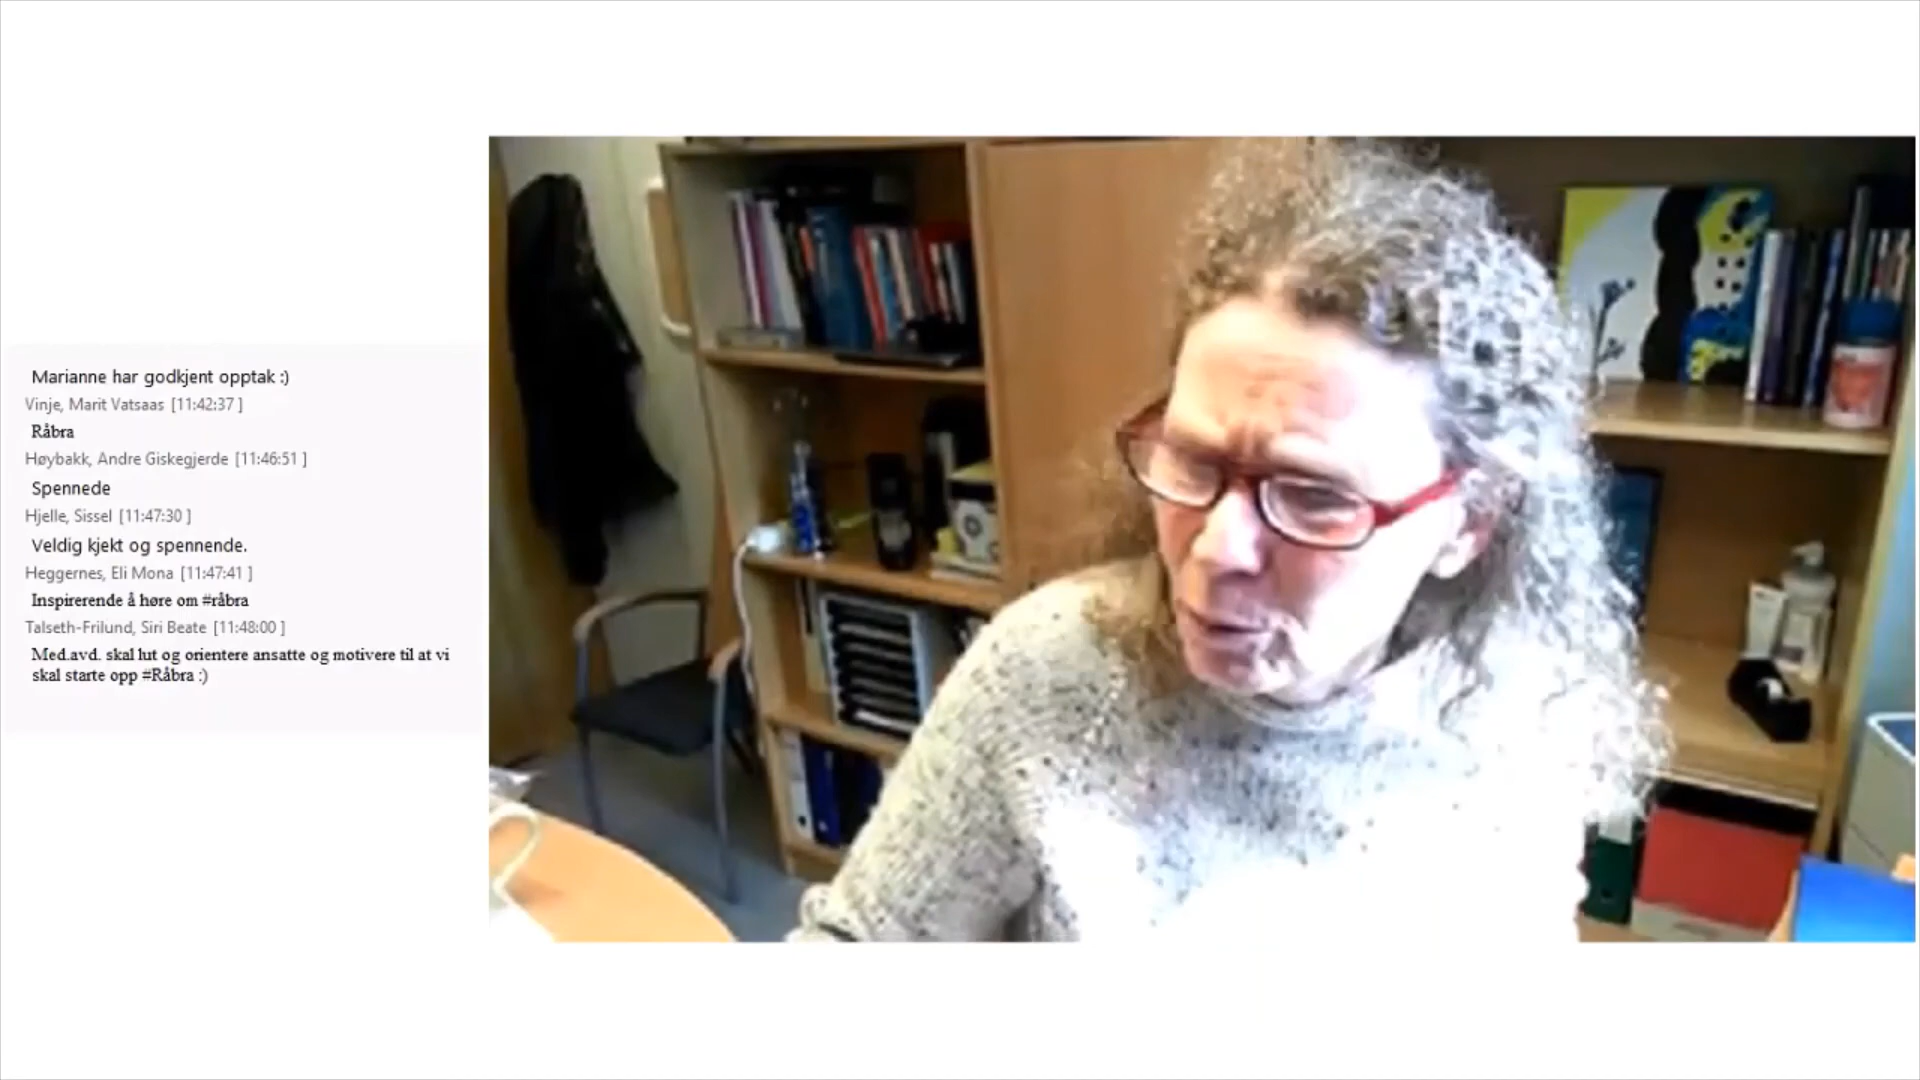 Marianne har godkjent opptak :)
Vinje, Marit Vatsaas [11:42:37 ]
Råbra
Høybakk, Andre Giskegjerde [11:46:51 ]
Spennede
Hjelle, Sissel [11:47:30 ]
Veldig kjekt og spennende.
Heggernes, Eli Mona [11:47:41 ]
Inspirerende å høre om #råbra
Talseth-Frilund, Siri Beate [11:48:00 ]
Med.avd. skal lut og orientere ansatte og motivere til at vi
skal starte opp #Råbra :)